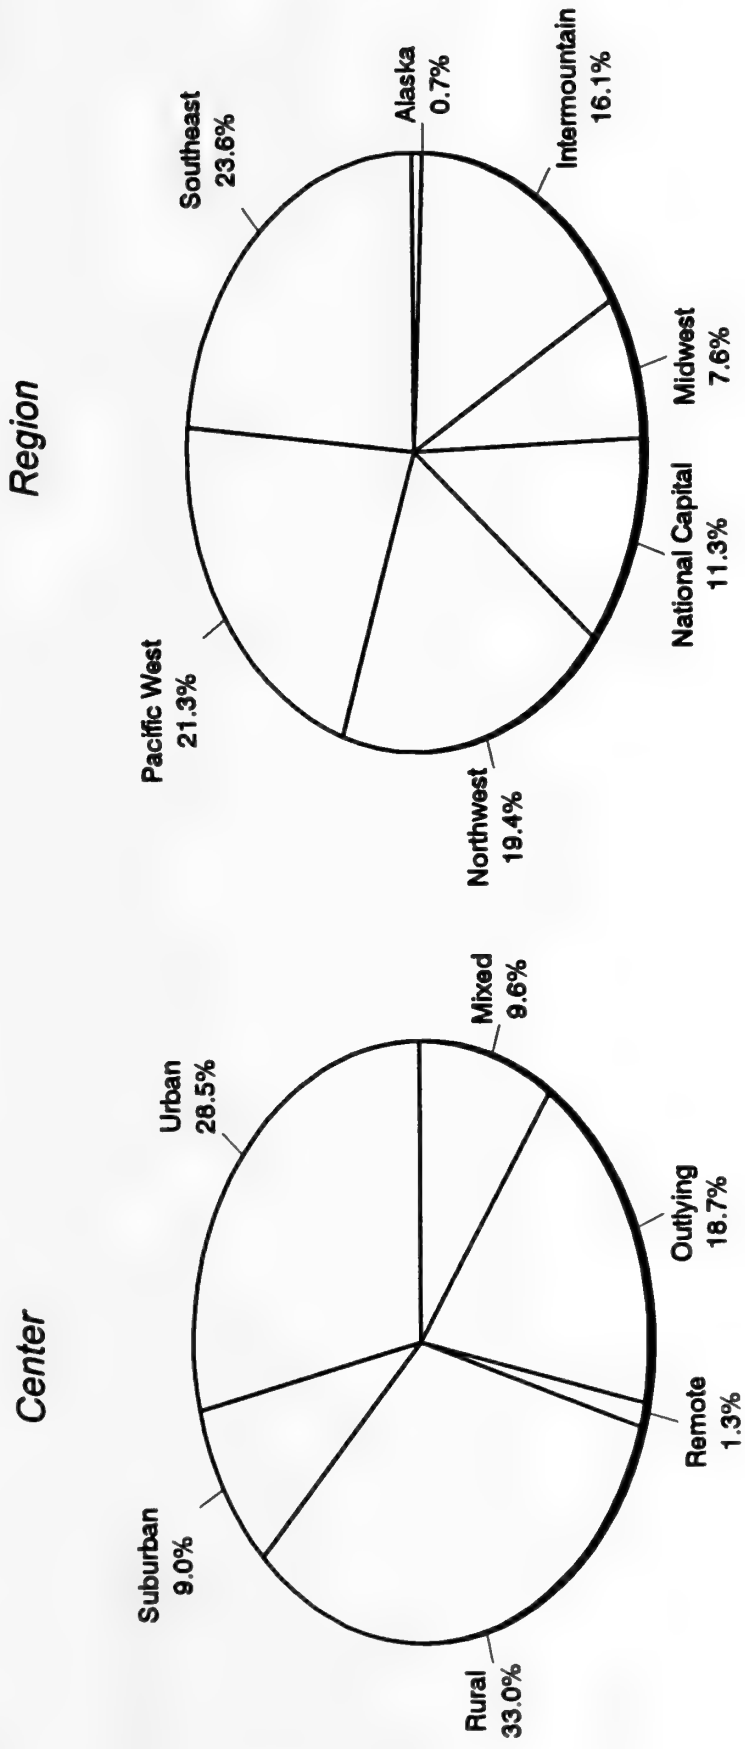 Center
Urban
28.5%
Suburban
9.0%
Mixed
9.6%
Rural
33.0%
Outlying
18.7%
Remote
1.3%
Region
Southeast
23.6%
Pacific West
21.3%
Alaska
0.7%
Northwest
19.4%
Intermountain
16.1%
National Capital
11.3%
Midwest
7.6%